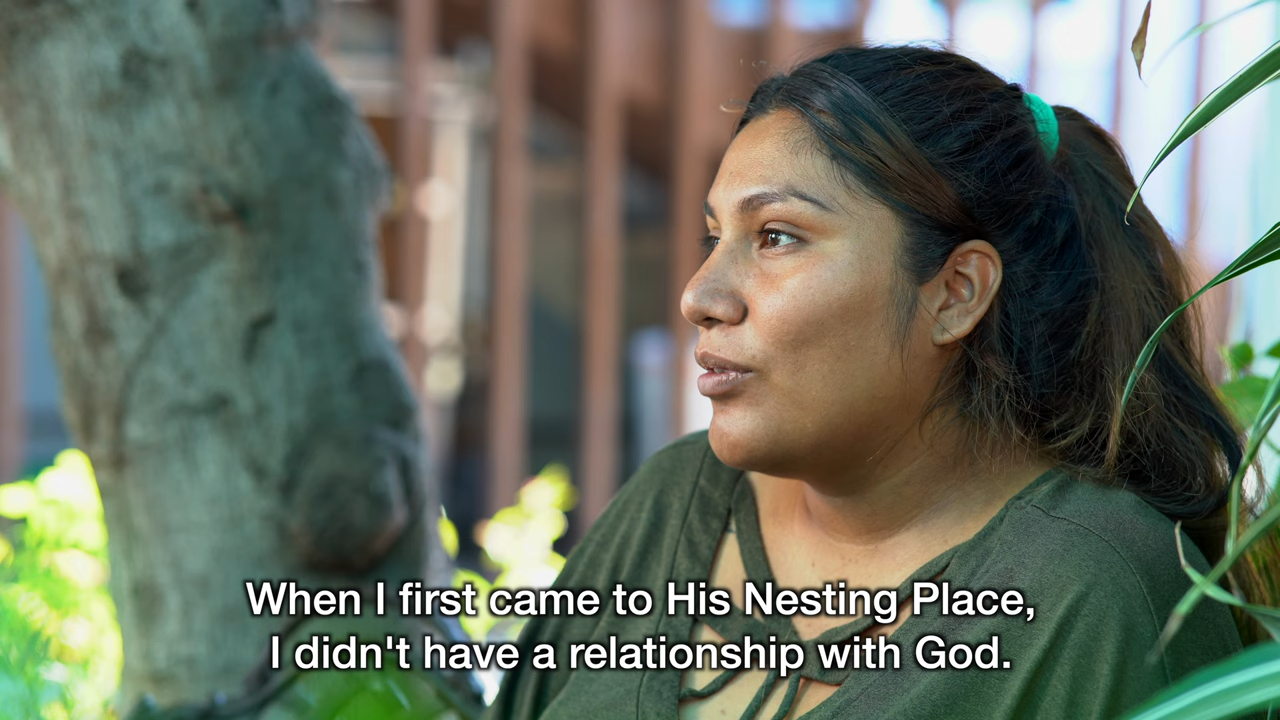 When I first came to His Nesting Place,
I didn't have a relationship with God.